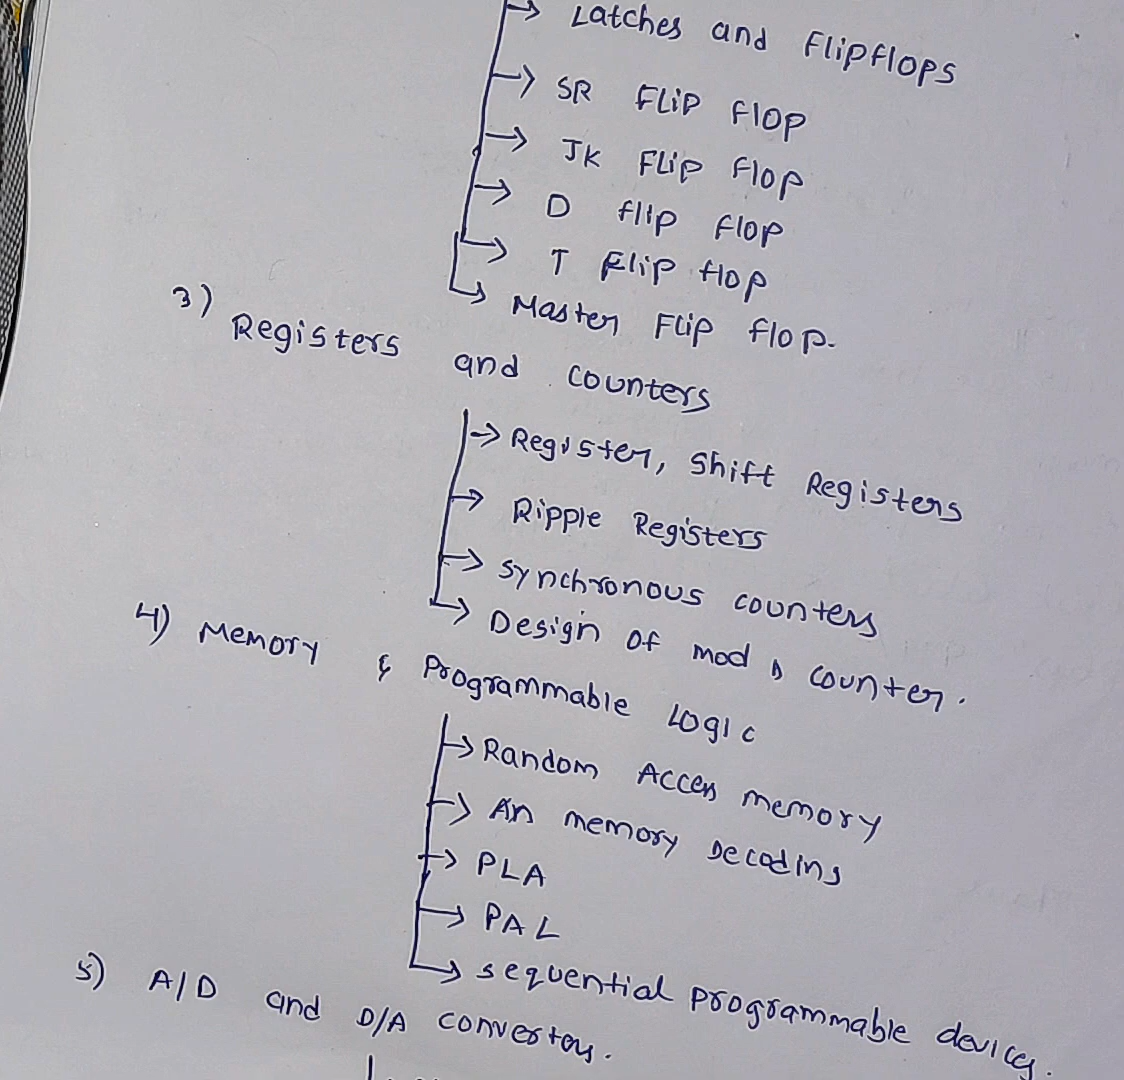 → Latches and Flipflops
→ SR FLiP flop
→ JK FLiP flop
→ D flip flop
→ T Flip flop
→ Master FLip flop.
3) Registers and counters
→ Register, Shift Registers
→ Ripple Registers
→ synchronous counters
→ Design of mod counter.
4) Memory & Programmable Logic
→ Random Access memory
→ An memory Decoding
→ PLA
→ PAL
→ sequential programmable devices.
5) A/D and D/A convertors.